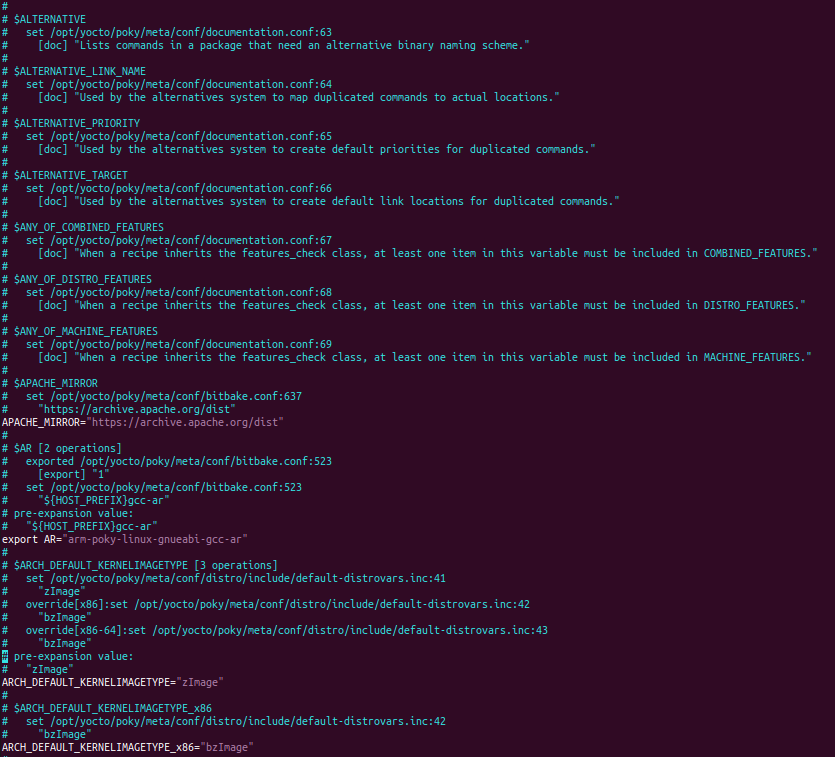 #
# $ALTERNATIVE
#   set /opt/yocto/poky/meta/conf/documentation.conf:63
#     [doc] "Lists commands in a package that need an alternative binary naming scheme."
#
# $ALTERNATIVE_LINK_NAME
#   set /opt/yocto/poky/meta/conf/documentation.conf:64
#     [doc] "Used by the alternatives system to map duplicated commands to actual locations."
#
# $ALTERNATIVE_PRIORITY
#   set /opt/yocto/poky/meta/conf/documentation.conf:65
#     [doc] "Used by the alternatives system to create default priorities for duplicated commands."
#
# $ALTERNATIVE_TARGET
#   set /opt/yocto/poky/meta/conf/documentation.conf:66
#     [doc] "Used by the alternatives system to create default link locations for duplicated commands."
#
# $ANY_OF_COMBINED_FEATURES
#   set /opt/yocto/poky/meta/conf/documentation.conf:67
#     [doc] "When a recipe inherits the features_check class, at least one item in this variable must be included in COMBINED_FEATURES."
#
# $ANY_OF_DISTRO_FEATURES
#   set /opt/yocto/poky/meta/conf/documentation.conf:68
#     [doc] "When a recipe inherits the features_check class, at least one item in this variable must be included in DISTRO_FEATURES."
#
# $ANY_OF_MACHINE_FEATURES
#   set /opt/yocto/poky/meta/conf/documentation.conf:69
#     [doc] "When a recipe inherits the features_check class, at least one item in this variable must be included in MACHINE_FEATURES."
#
# $APACHE_MIRROR
#   set /opt/yocto/poky/meta/conf/bitbake.conf:637
#     "https://archive.apache.org/dist"
APACHE_MIRROR="https://archive.apache.org/dist"
#
# $AR [2 operations]
#   exported /opt/yocto/poky/meta/conf/bitbake.conf:523
#     [export] "1"
#   set /opt/yocto/poky/meta/conf/bitbake.conf:523
#     "${HOST_PREFIX}gcc-ar"
# pre-expansion value:
#   "${HOST_PREFIX}gcc-ar"
export AR="arm-poky-linux-gnueabi-gcc-ar"
#
# $ARCH_DEFAULT_KERNELIMAGETYPE [3 operations]
#   set /opt/yocto/poky/meta/conf/distro/include/default-distrovars.inc:41
#     "zImage"
#   override[x86]:set /opt/yocto/poky/meta/conf/distro/include/default-distrovars.inc:42
#     "bzImage"
#   override[x86-64]:set /opt/yocto/poky/meta/conf/distro/include/default-distrovars.inc:43
#     "bzImage"
# pre-expansion value:
#   "zImage"
ARCH_DEFAULT_KERNELIMAGETYPE="zImage"
#
# $ARCH_DEFAULT_KERNELIMAGETYPE_x86
#   set /opt/yocto/poky/meta/conf/distro/include/default-distrovars.inc:42
#     "bzImage"
ARCH_DEFAULT_KERNELIMAGETYPE_x86="bzImage"